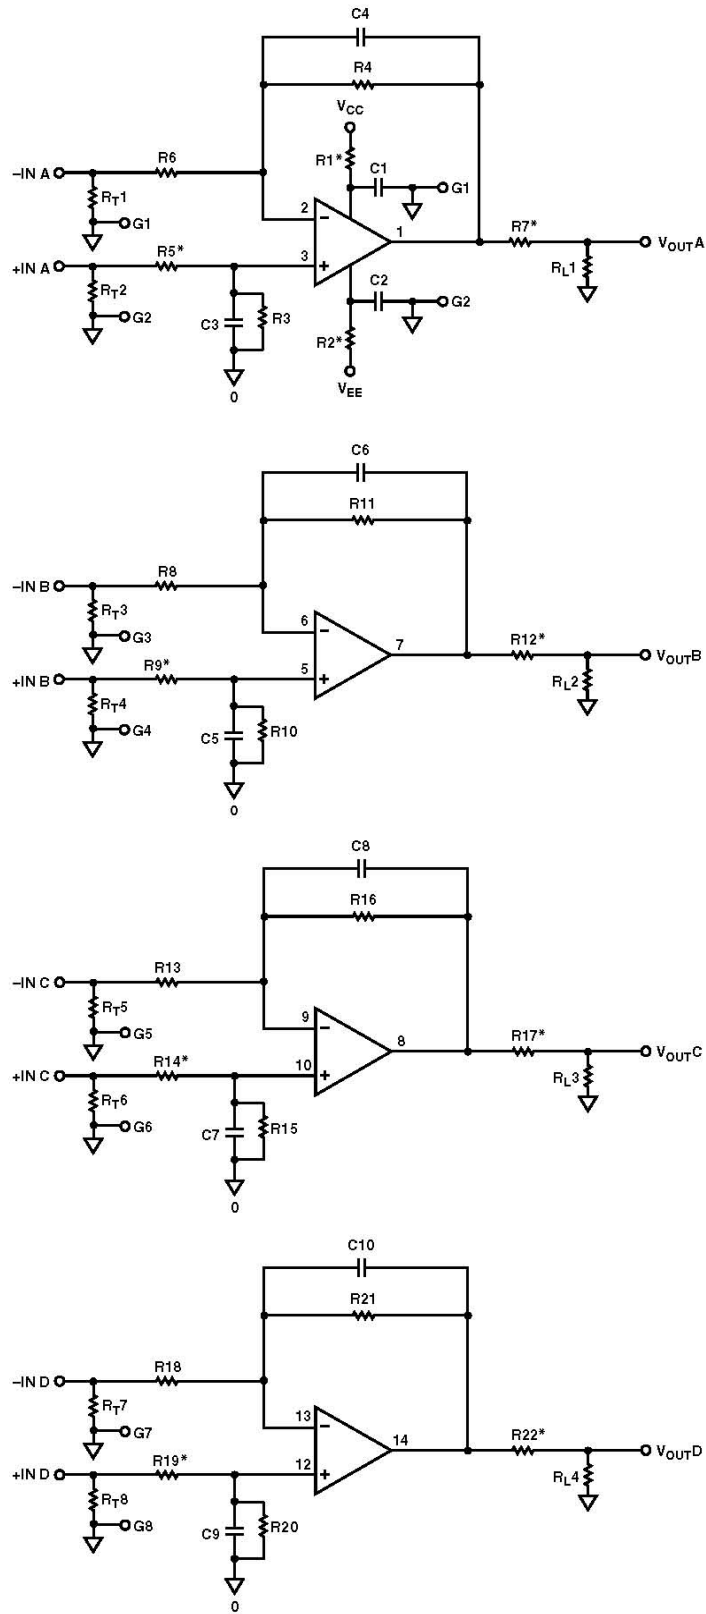 C4
R4
VCC
R1*
C1
G1
–IN A
R6
RT1
G1
2
–
1
R7*
VOUTA
+IN A
R5*
3
+
RL1
RT2
G2
C3
R3
C2
G2
R2*
VEE
0
C6
R11
–IN B
R8
RT3
G3
6
–
7
R12*
VOUTB
+IN B
R9*
5
+
RL2
RT4
G4
C5
R10
0
C8
R16
–IN C
R13
RT5
G5
9
–
8
R17*
VOUTC
+IN C
R14*
10
+
RL3
RT6
G6
C7
R15
0
C10
R21
–IN D
R18
RT7
G7
13
–
14
R22*
VOUTD
+IN D
R19*
12
+
RL4
RT8
G8
C9
R20
0